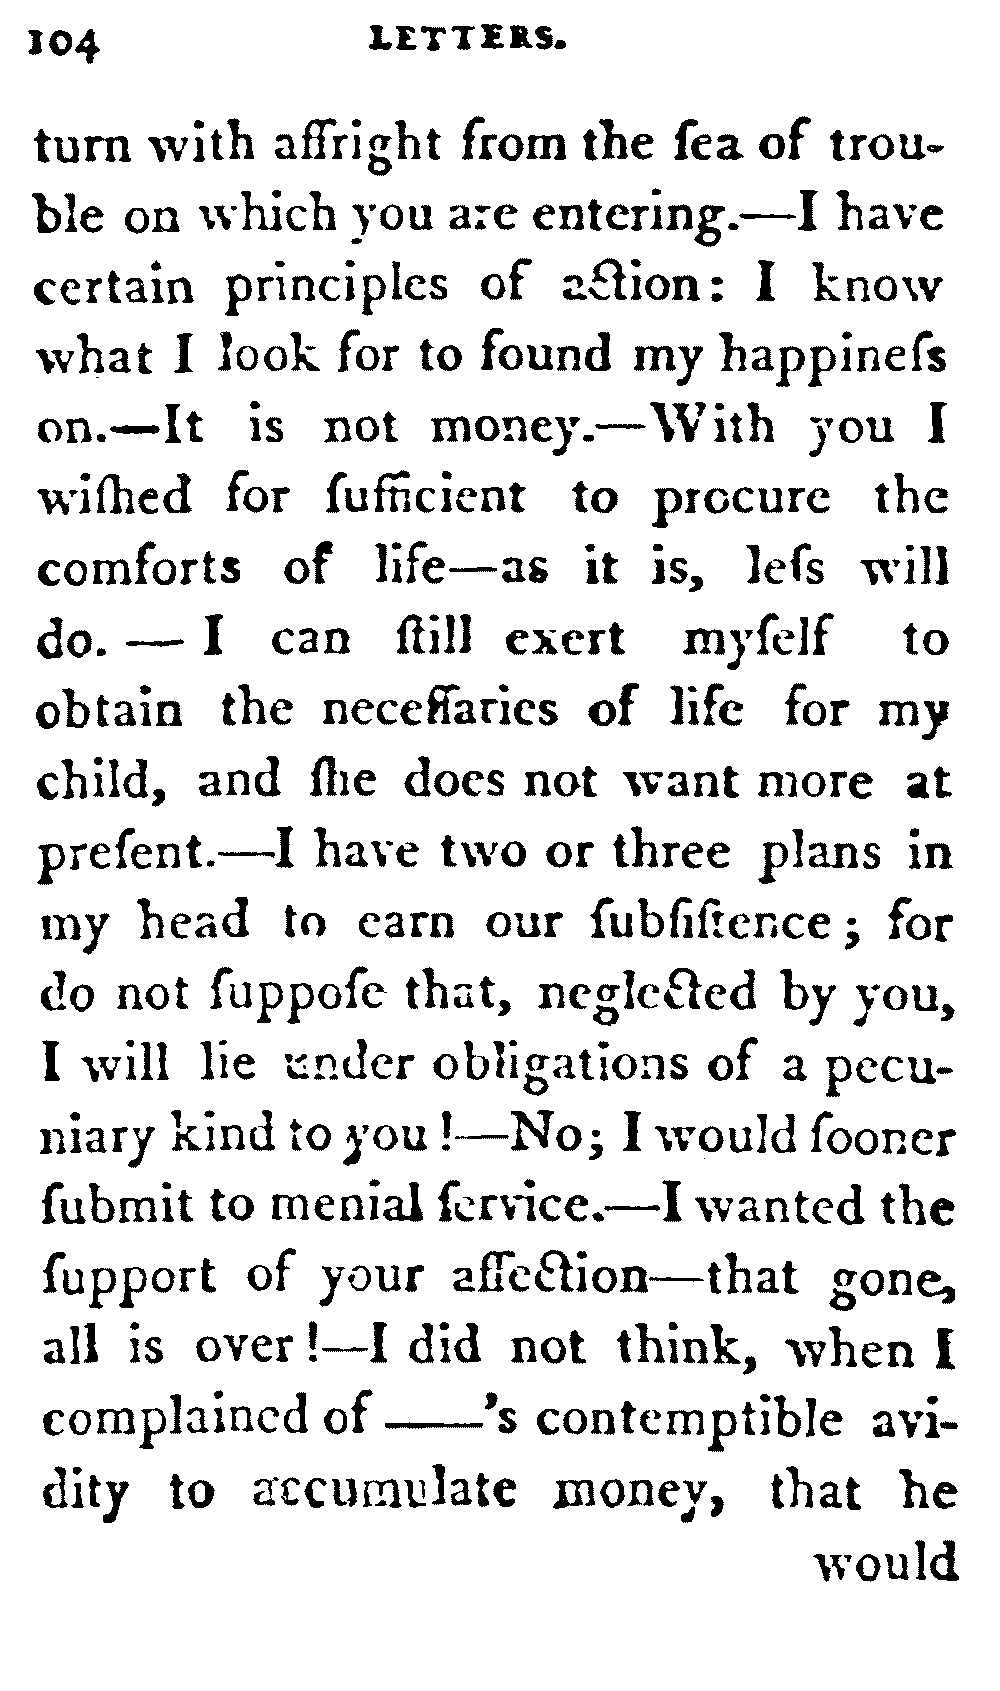 104 LETTERS.
turn with affright from the ſea of trou-
ble on which you are entering.—I have
certain principles of action: I know
what I look for to found my happineſs
on.—It is not money.—With you I
wiſhed for ſufficient to procure the
comforts of life—as it is, leſs will
do. — I can ſtill exert myſelf to
obtain the neceſſaries of life for my
child, and ſhe does not want more at
preſent.—I have two or three plans in
my head to earn our ſubſiſtence; for
do not ſuppoſe that, neglected by you,
I will lie under obligations of a pecu-
niary kind to you!—No; I would ſooner
ſubmit to menial ſervice.—I wanted the
ſupport of your affection—that gone,
all is over!—I did not think, when I
complained of ——'s contemptible avi-
dity to accumulate money, that he
would